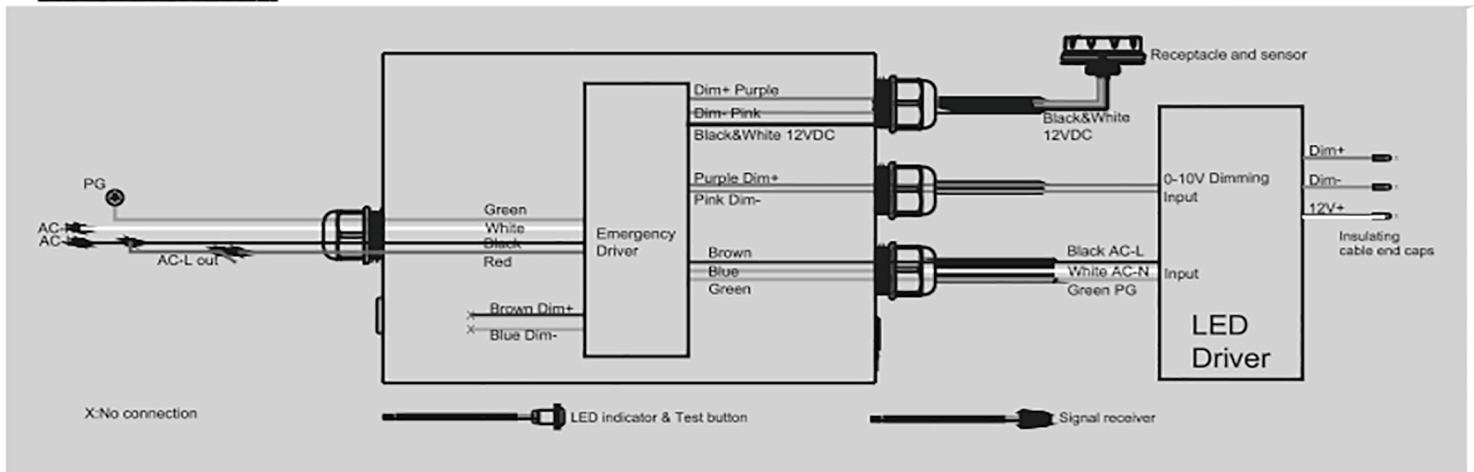 Receptacle and sensor
Dim+ Purple
Dim- Pink
Black&White 12VDC
Black&White
12VDC
Dim+
Dim-
12V+
Insulating
cable end caps
PG
AC-
AC-
AC-L out
Green
White
Black
Red
Emergency
Driver
Purple Dim+
Pink Dim-
0-10V Dimming
Input
Brown
Blue
Green
Black AC-L
White AC-N
Green PG
Input
LED
Driver
Brown Dim+
Blue Dim-
X:No connection
LED indicator & Test button
Signal receiver